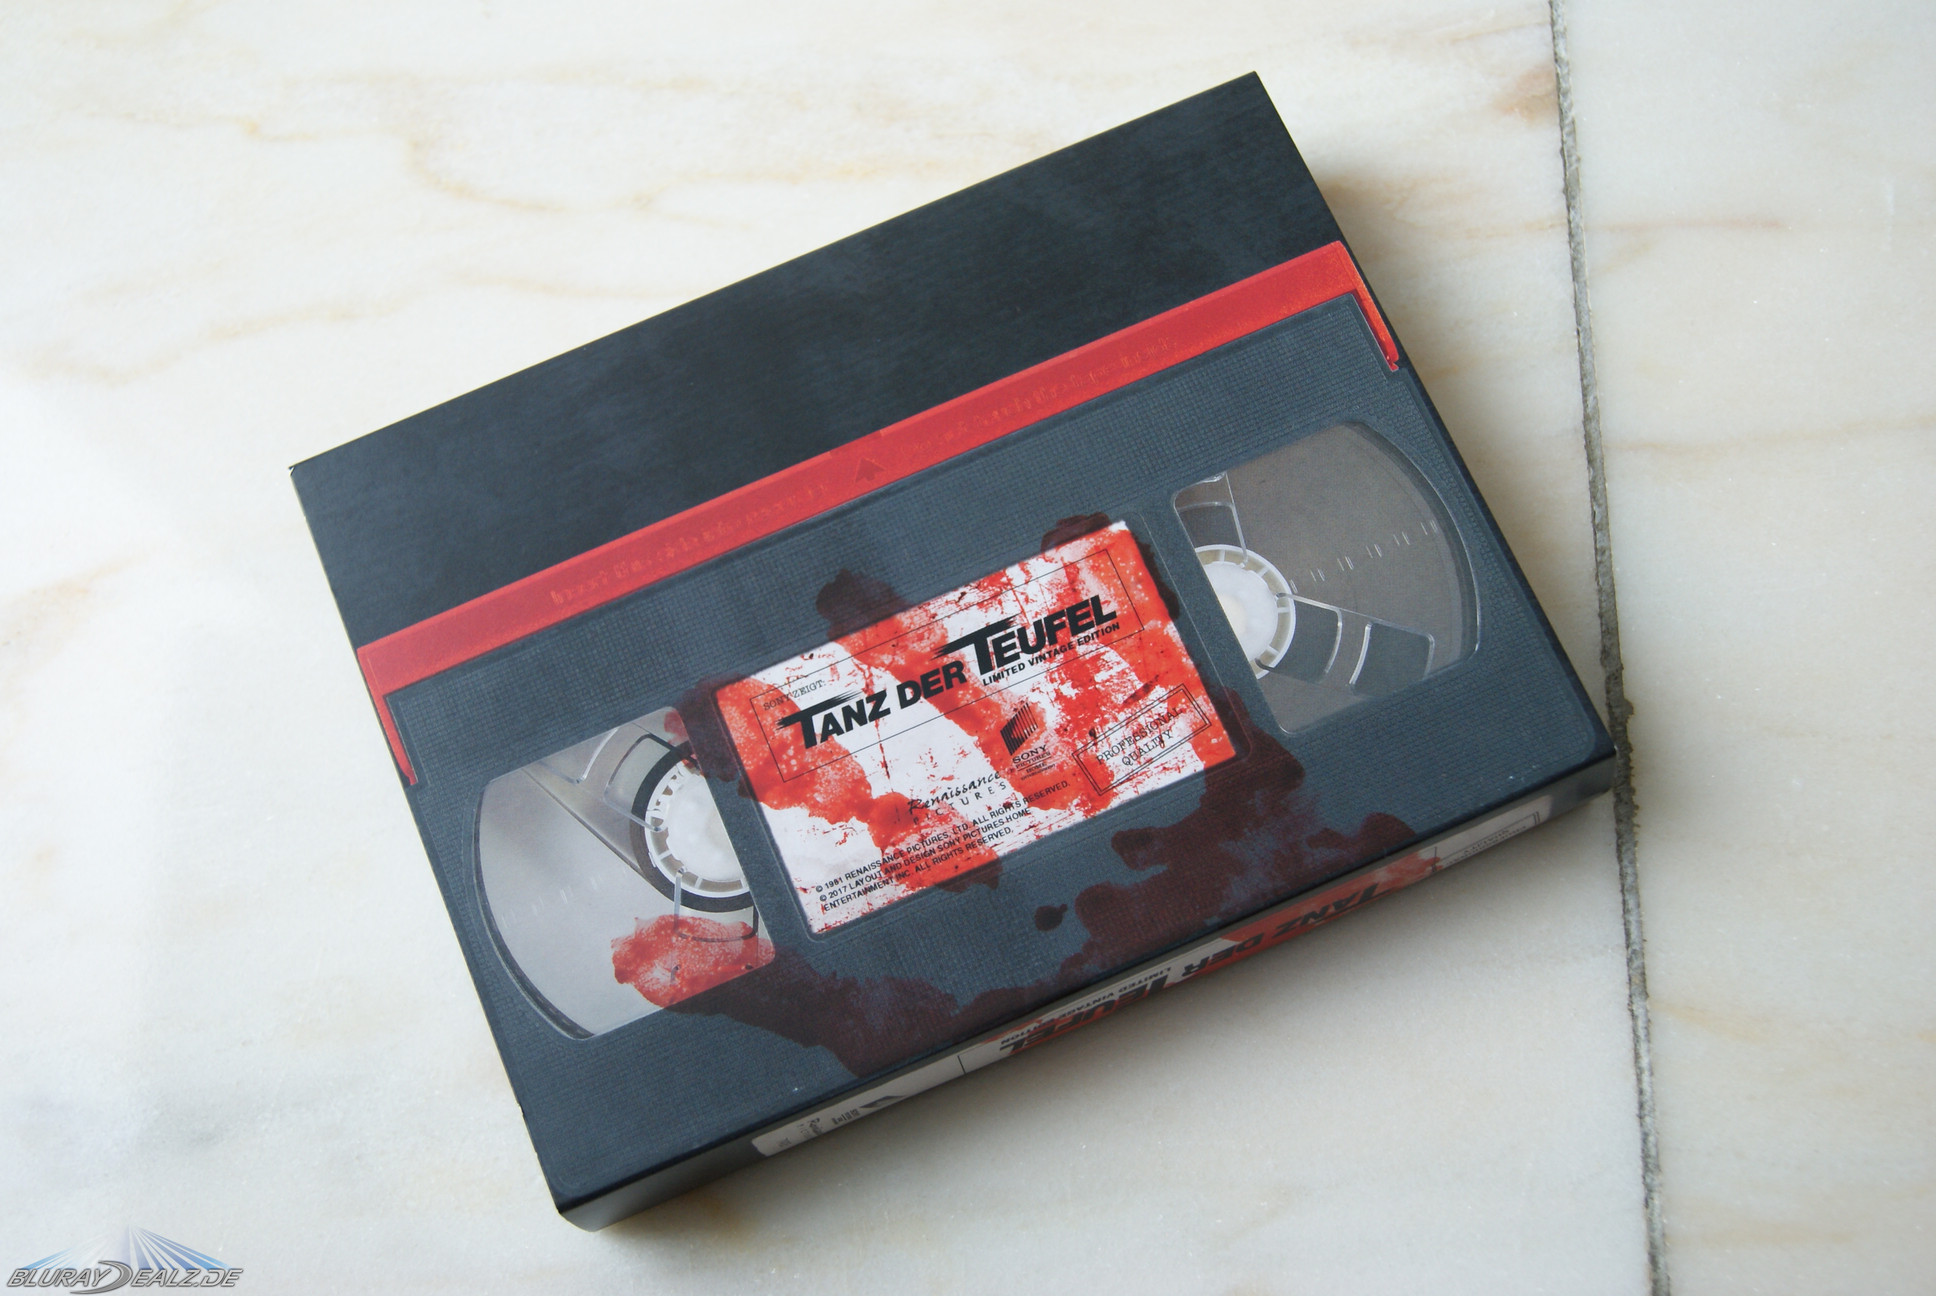 SONY ZEIGT:
TANZ DER TEUFEL
LIMITED VINTAGE EDITION
SONY
PICTURES
HOME
PROFESSIONAL
QUALITY
Renaissance
PICTURES
© 1981 RENAISSANCE PICTURES, LTD. ALL RIGHTS RESERVED.
© 2017 LAYOUT AND DESIGN SONY PICTURES HOME
ENTERTAINMENT INC. ALL RIGHTS RESERVED.
TANZ DER TEUFEL
LIMITED VINTAGE EDITION
BLURAYDEALZ.DE